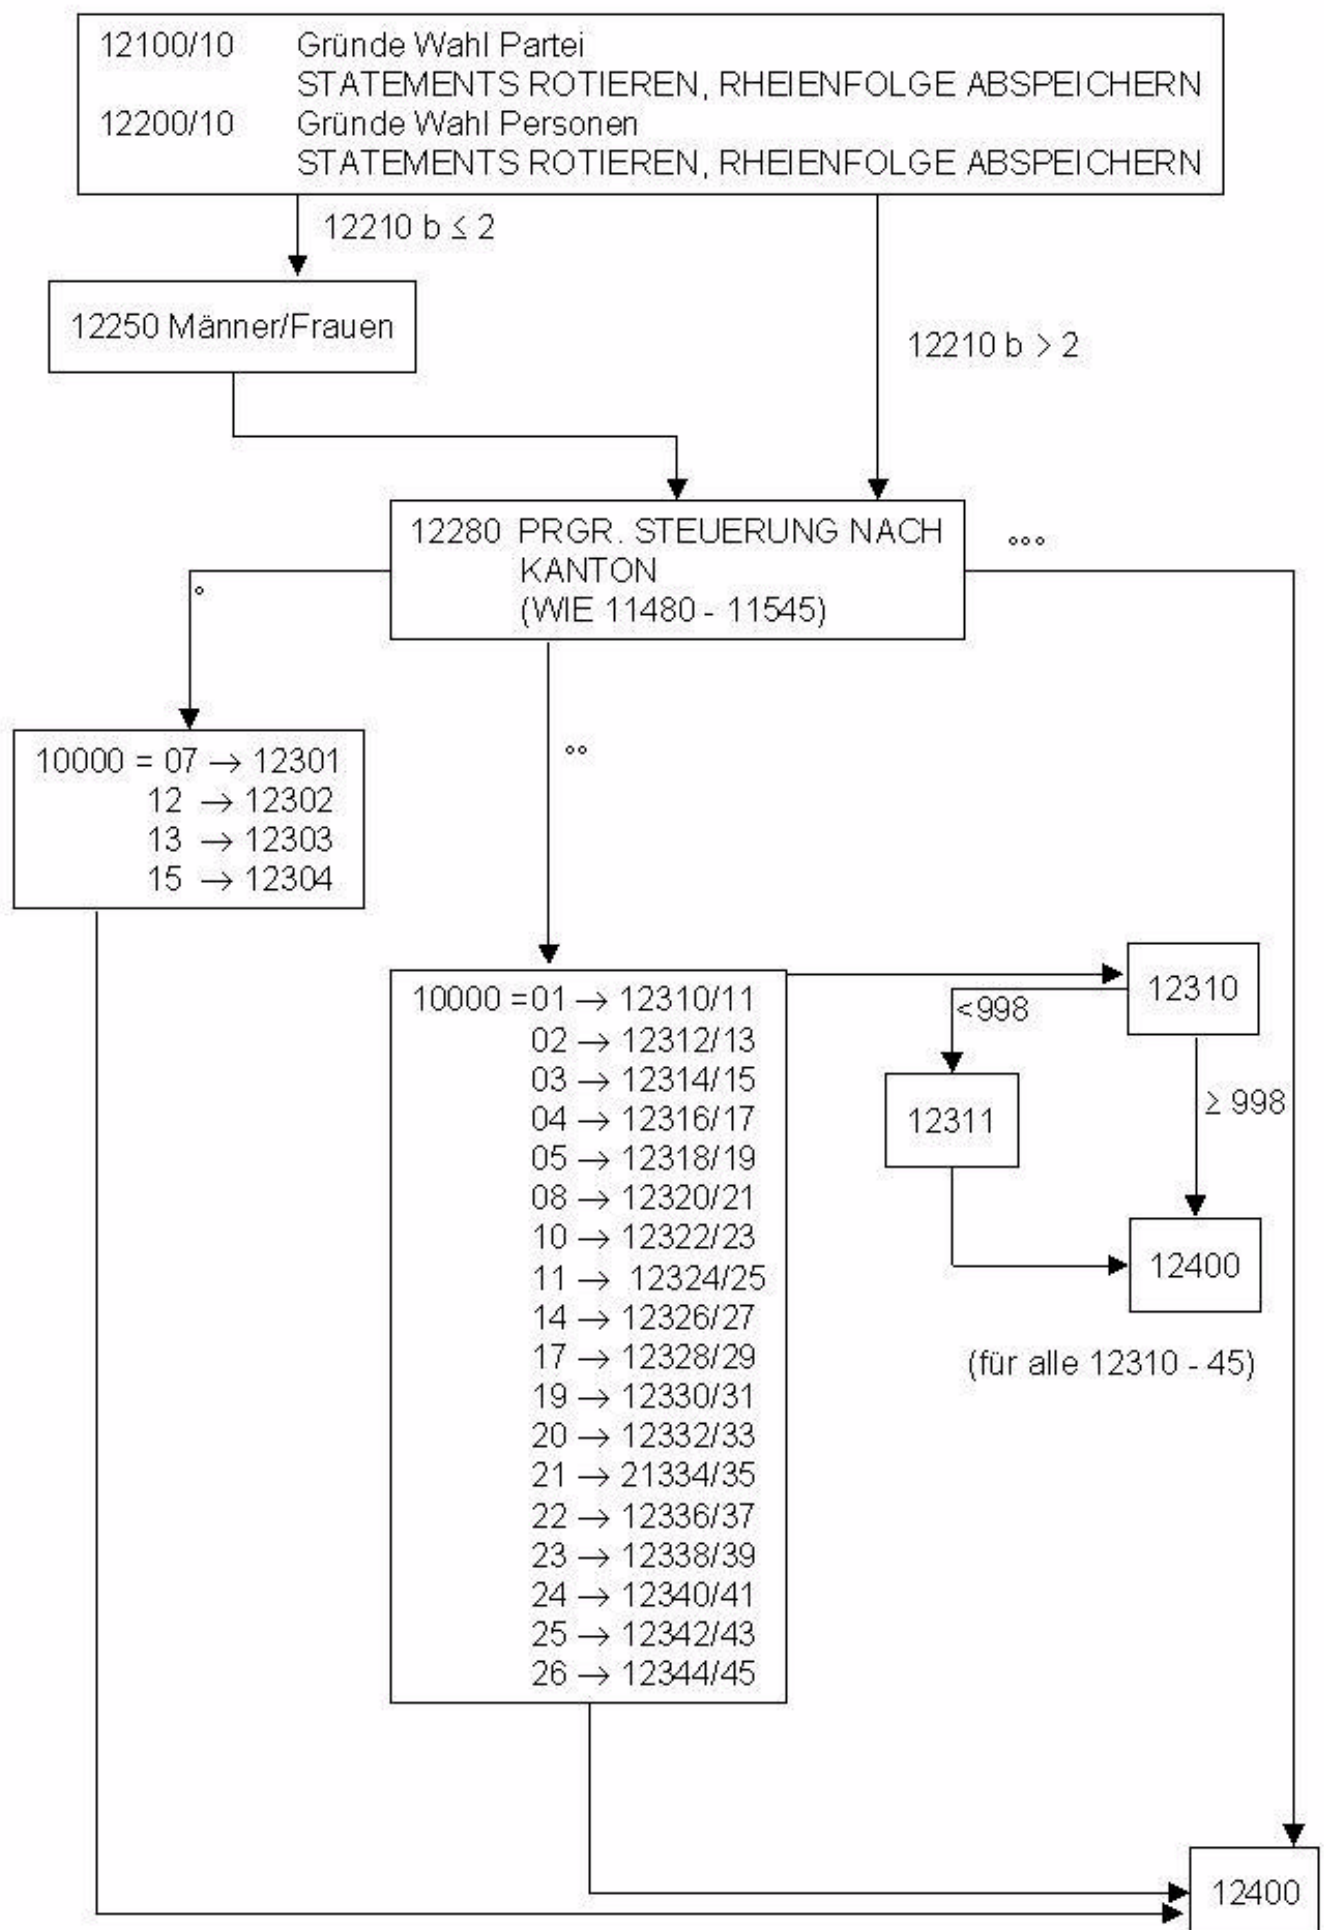 12100/10 Gründe Wahl Partei
STATEMENTS ROTIEREN, RHEIENFOLGE ABSPEICHERN
12200/10 Gründe Wahl Personen
STATEMENTS ROTIEREN, RHEIENFOLGE ABSPEICHERN
12210 b ≤ 2
12250 Männer/Frauen
12210 b > 2
12280 PRGR. STEUERUNG NACH
KANTON
(WIE 11480 - 11545)
°
°°
°°°
10000 = 07 → 12301
12 → 12302
13 → 12303
15 → 12304
10000 =01 → 12310/11
02 → 12312/13
03 → 12314/15
04 → 12316/17
05 → 12318/19
08 → 12320/21
10 → 12322/23
11 → 12324/25
14 → 12326/27
17 → 12328/29
19 → 12330/31
20 → 12332/33
21 → 21334/35
22 → 12336/37
23 → 12338/39
24 → 12340/41
25 → 12342/43
26 → 12344/45
12310
<998
12311
≥ 998
12400
(für alle 12310 - 45)
12400